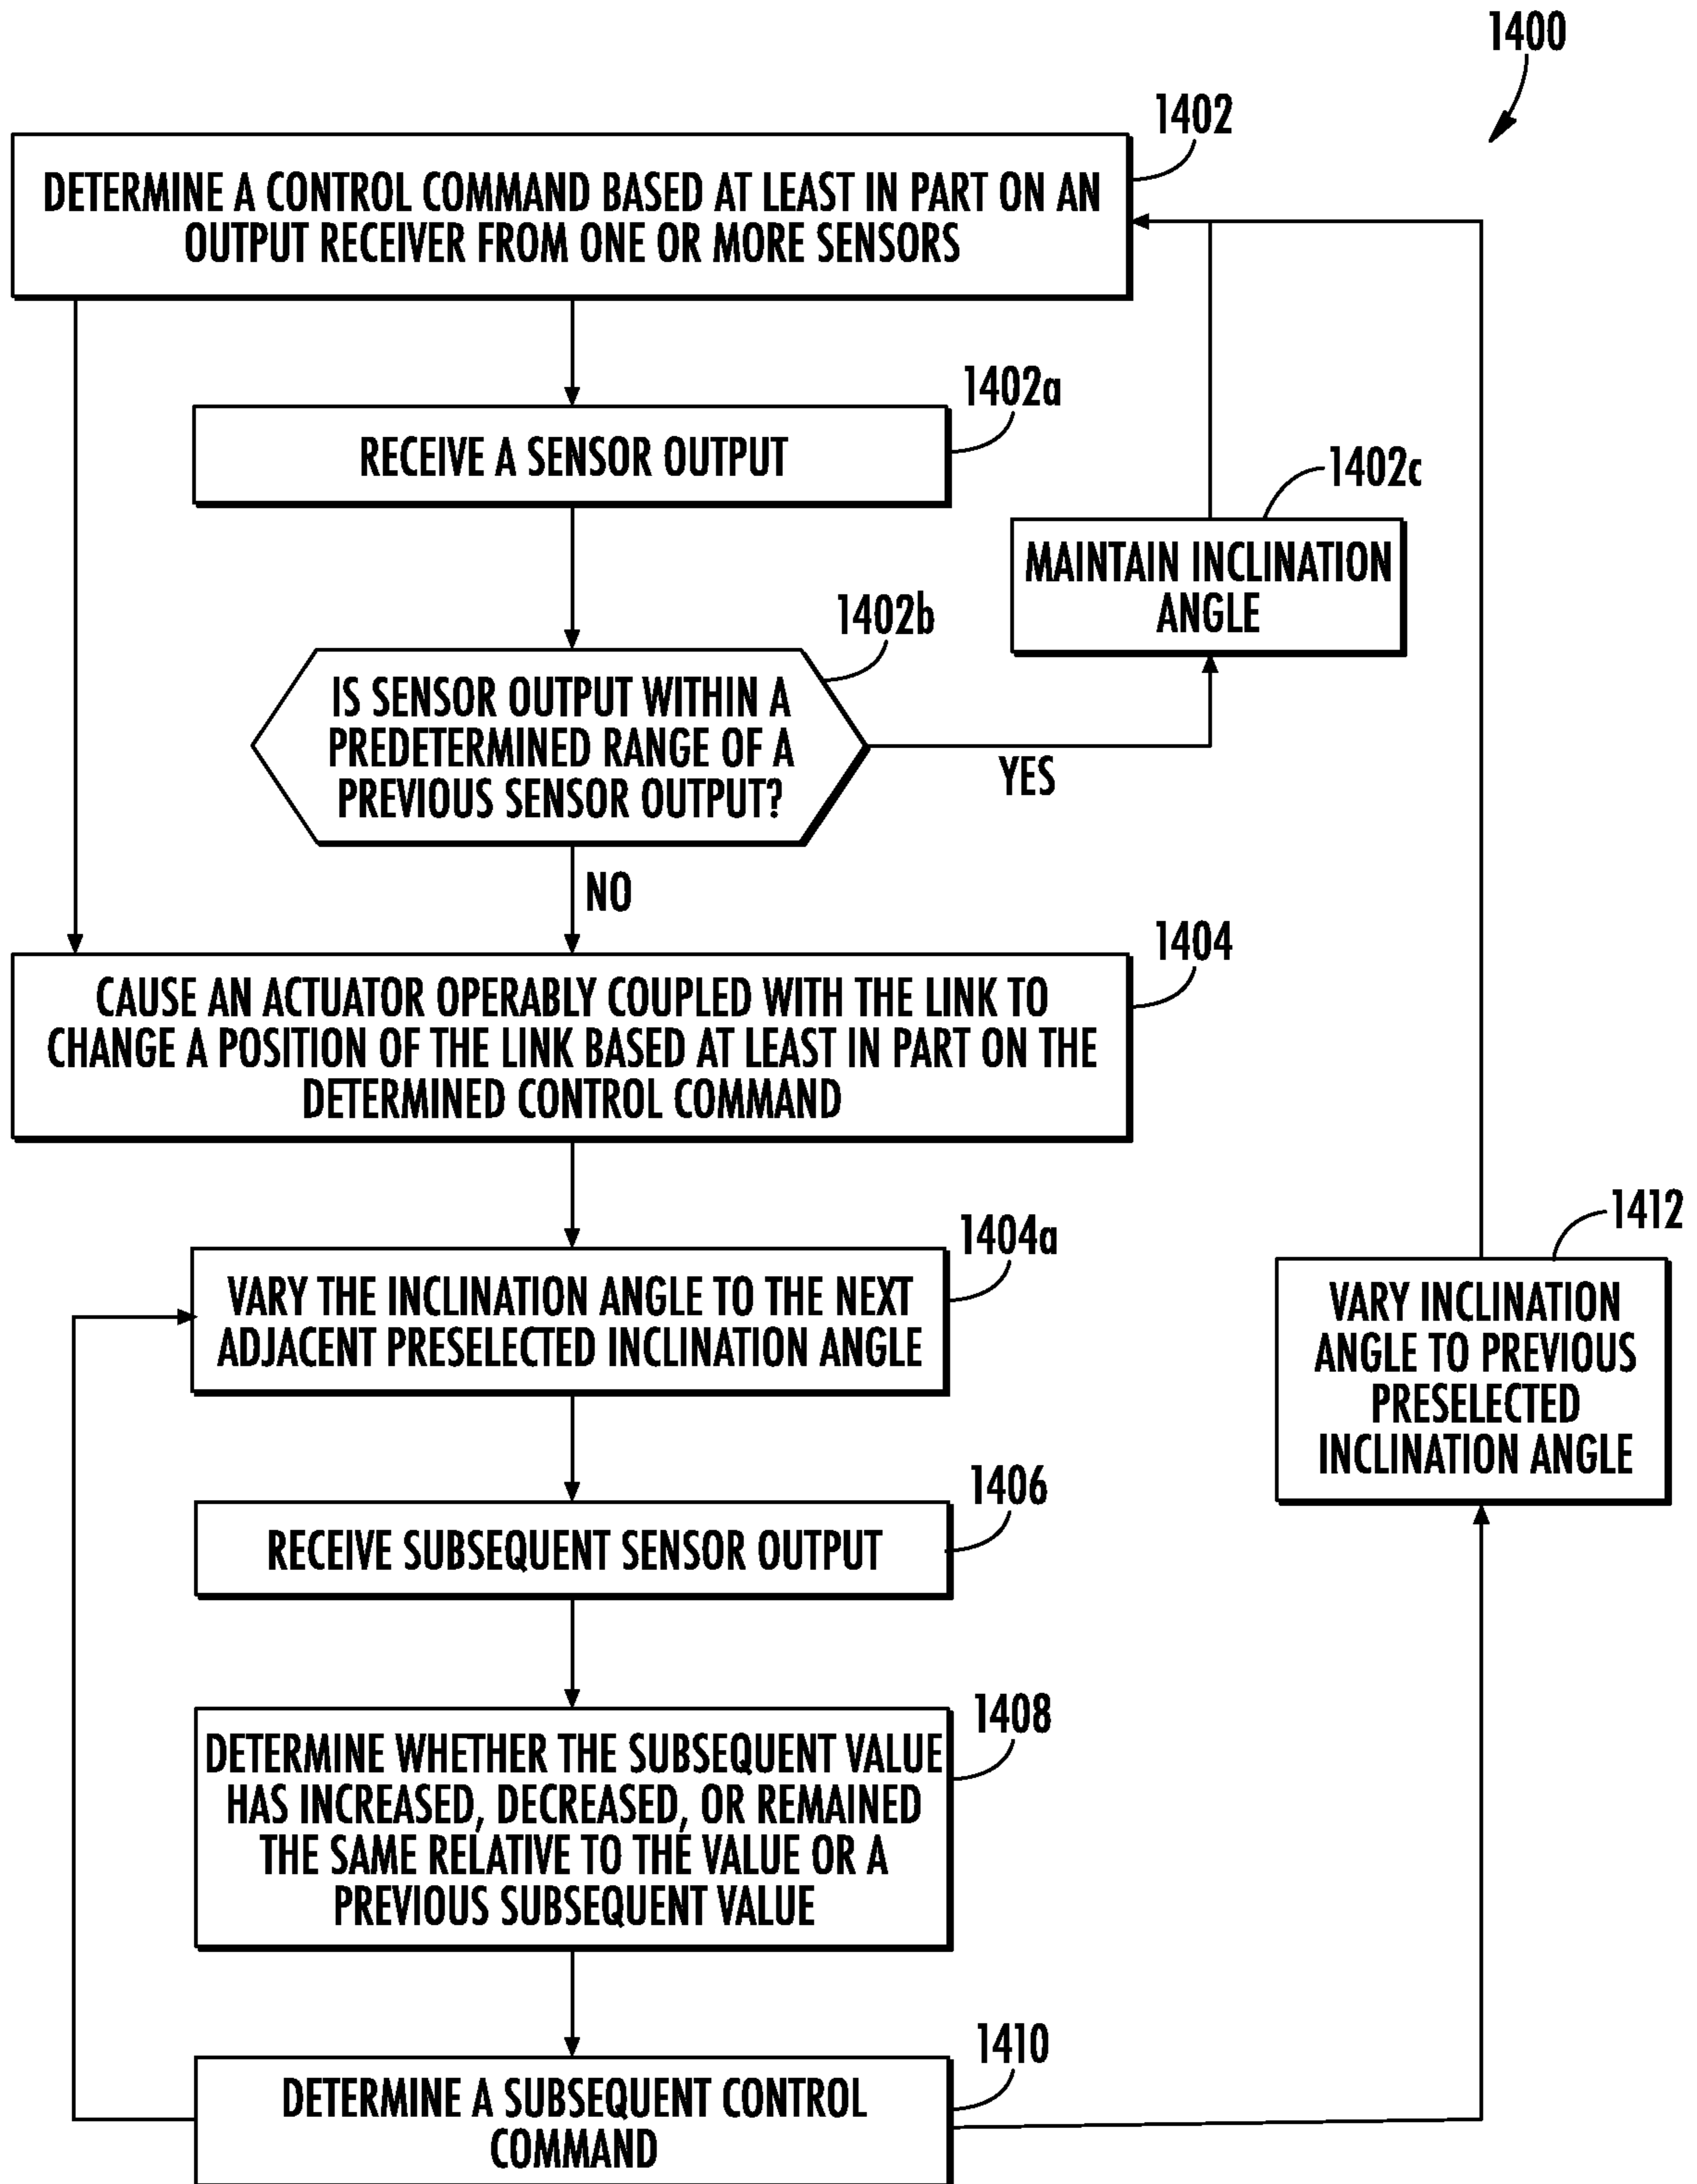 1400
1402
DETERMINE A CONTROL COMMAND BASED AT LEAST IN PART ON AN
OUTPUT RECEIVER FROM ONE OR MORE SENSORS
1402a
RECEIVE A SENSOR OUTPUT
1402c
MAINTAIN INCLINATION
ANGLE
1402b
IS SENSOR OUTPUT WITHIN A
PREDETERMINED RANGE OF A
PREVIOUS SENSOR OUTPUT?
YES
NO
1404
CAUSE AN ACTUATOR OPERABLY COUPLED WITH THE LINK TO
CHANGE A POSITION OF THE LINK BASED AT LEAST IN PART ON THE
DETERMINED CONTROL COMMAND
1404a
VARY THE INCLINATION ANGLE TO THE NEXT
ADJACENT PRESELECTED INCLINATION ANGLE
1412
VARY INCLINATION
ANGLE TO PREVIOUS
PRESELECTED
INCLINATION ANGLE
1406
RECEIVE SUBSEQUENT SENSOR OUTPUT
1408
DETERMINE WHETHER THE SUBSEQUENT VALUE
HAS INCREASED, DECREASED, OR REMAINED
THE SAME RELATIVE TO THE VALUE OR A
PREVIOUS SUBSEQUENT VALUE
1410
DETERMINE A SUBSEQUENT CONTROL
COMMAND